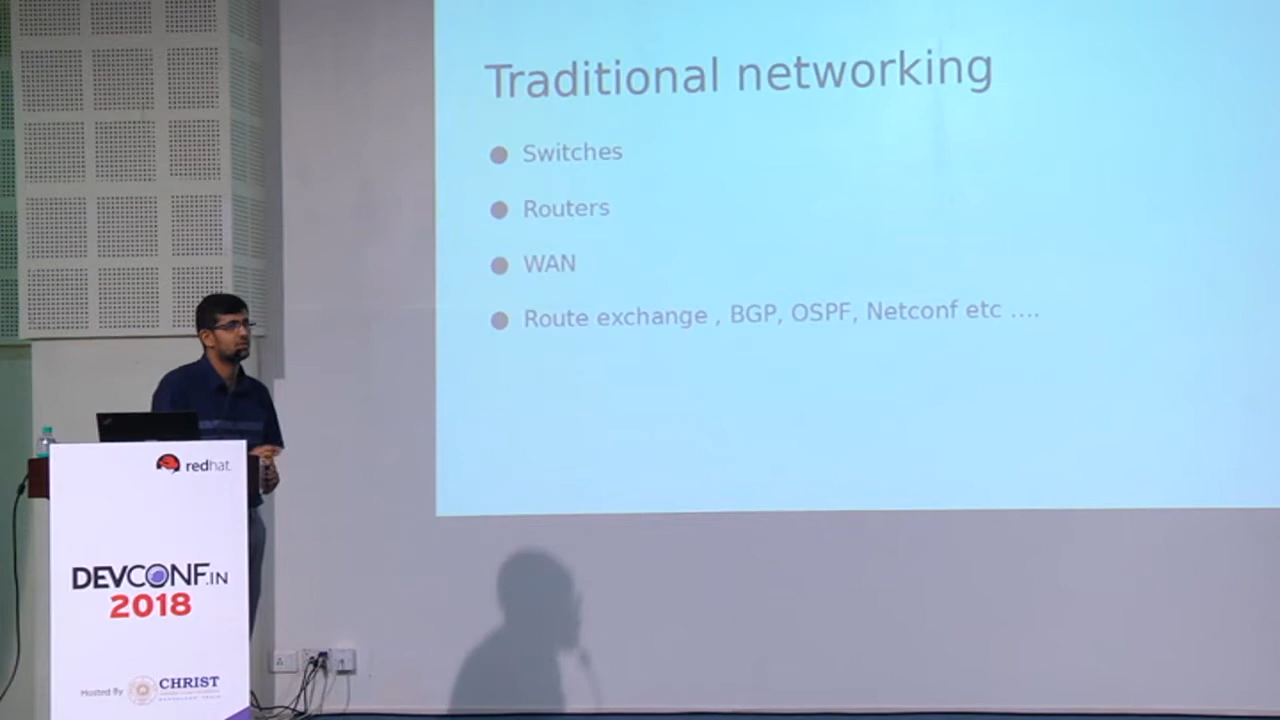 Traditional networking
Switches
Routers
WAN
Route exchange , BGP, OSPF, Netconf etc ....
redhat.
DEVCONF.IN
2018
Hosted By
CHRIST